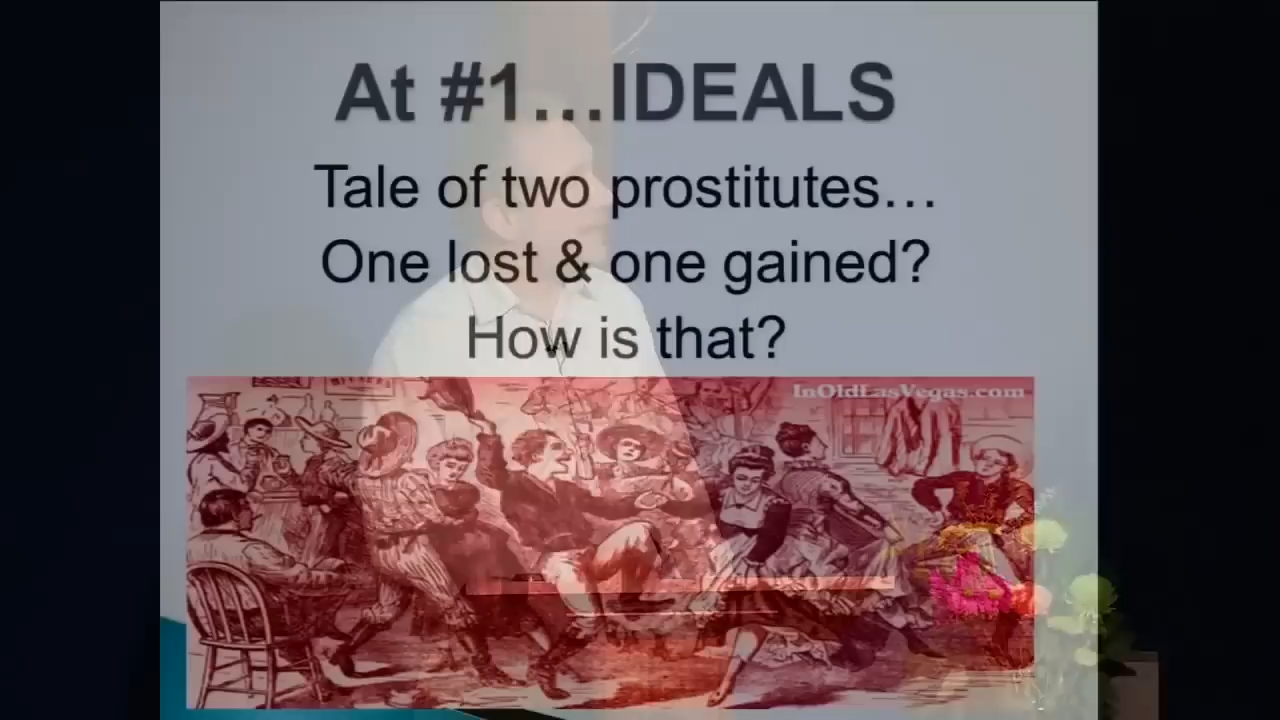 At #1...IDEALS
Tale of two prostitutes...
One lost & one gained?
How is that?
InOldLasVegas.com